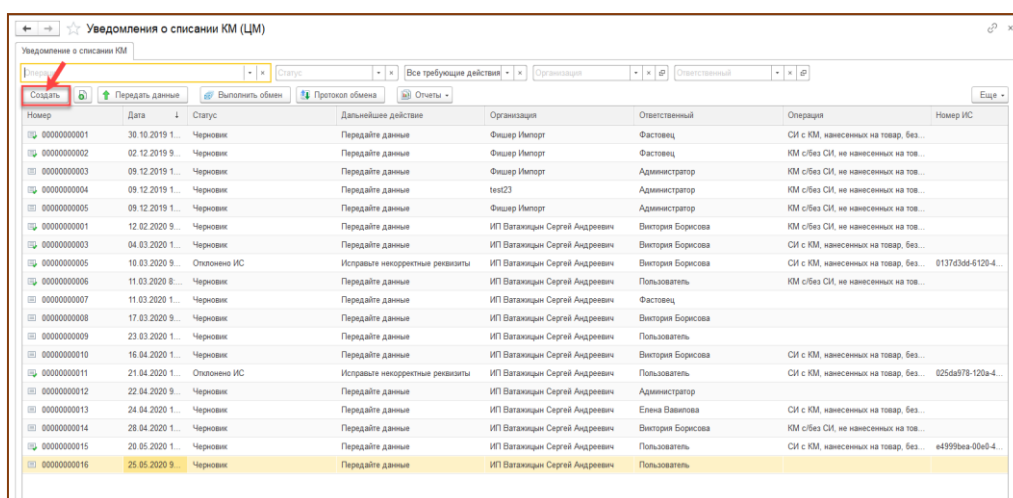 Уведомления о списании КМ (ЦМ)
Уведомление о списании КМ
Статус Все требующие действия Организация Ответственный
Создать Передать данные Выполнить обмен Протокол обмена Отчеты Еще
Номер Дата Статус Дальнейшее действие Организация Ответственный Операция Номер ИС
00000000001 30.10.2019 1... Черновик Передайте данные Фишер Импорт Фастовец СИ с КМ, нанесенных на товар, без...
00000000002 02.12.2019 9... Черновик Передайте данные Фишер Импорт Фастовец КМ с/без СИ, не нанесенных на тов...
00000000003 09.12.2019 1... Черновик Передайте данные Фишер Импорт Администратор КМ с/без СИ, не нанесенных на тов...
00000000004 09.12.2019 1... Черновик Передайте данные test23 Администратор КМ с/без СИ, не нанесенных на тов...
00000000005 09.12.2019 1... Черновик Передайте данные Фишер Импорт Администратор КМ с/без СИ, не нанесенных на тов...
00000000001 12.02.2020 9... Черновик Передайте данные ИП Ватажицын Сергей Андреевич Виктория Борисова КМ с/без СИ, не нанесенных на тов...
00000000003 04.03.2020 1... Черновик Передайте данные ИП Ватажицын Сергей Андреевич Виктория Борисова СИ с КМ, нанесенных на товар, без...
00000000005 10.03.2020 9... Отклонено ИС Исправьте некорректные реквизиты ИП Ватажицын Сергей Андреевич Виктория Борисова СИ с КМ, нанесенных на товар, без... 0137d3dd-6120-4...
00000000006 11.03.2020 8:... Черновик Передайте данные ИП Ватажицын Сергей Андреевич Пользователь КМ с/без СИ, не нанесенных на тов...
00000000007 11.03.2020 1... Черновик Передайте данные ИП Ватажицын Сергей Андреевич Фастовец
00000000008 17.03.2020 9... Черновик Передайте данные ИП Ватажицын Сергей Андреевич Виктория Борисова
00000000009 23.03.2020 1... Черновик Передайте данные ИП Ватажицын Сергей Андреевич Пользователь
00000000010 16.04.2020 1... Черновик Передайте данные ИП Ватажицын Сергей Андреевич Виктория Борисова СИ с КМ, нанесенных на товар, без...
00000000011 21.04.2020 1... Отклонено ИС Исправьте некорректные реквизиты ИП Ватажицын Сергей Андреевич Пользователь СИ с КМ, нанесенных на товар, без... 025da978-120a-4...
00000000012 22.04.2020 9... Черновик Передайте данные ИП Ватажицын Сергей Андреевич Администратор
00000000013 24.04.2020 1... Черновик Передайте данные ИП Ватажицын Сергей Андреевич Елена Вавилова СИ с КМ, нанесенных на товар, без...
00000000014 28.04.2020 1... Черновик Передайте данные ИП Ватажицын Сергей Андреевич Виктория Борисова КМ с/без СИ, не нанесенных на тов...
00000000015 20.05.2020 1... Черновик Передайте данные ИП Ватажицын Сергей Андреевич Пользователь СИ с КМ, нанесенных на товар, без... e4999bea-00e0-4...
00000000016 25.05.2020 9... Черновик Передайте данные ИП Ватажицын Сергей Андреевич Пользователь